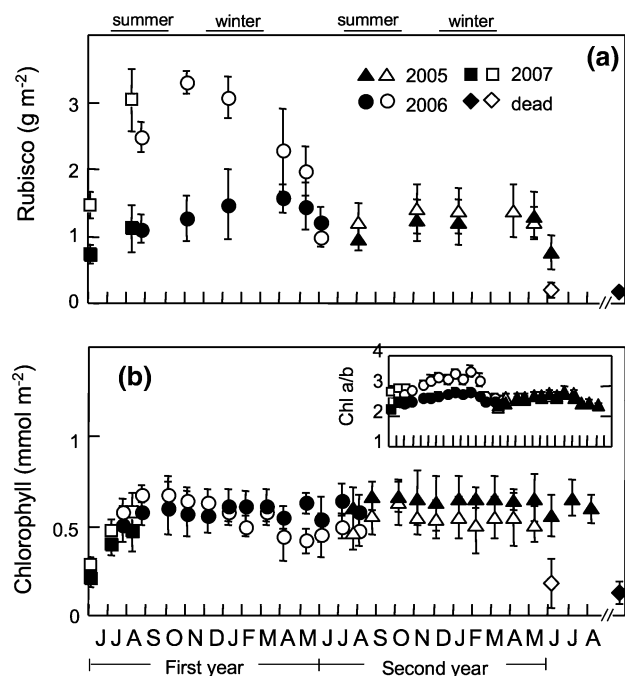 summer winter summer winter
(a)
2005 2007
2006 dead
Rubisco (g m-2)
3
2
1
0
(b)
Chl a/b
4
3
2
1
Chlorophyll (mmol m-2)
1
0.5
0
J J A S O N D J F M A M J J A S O N D J F M A M J J A
First year Second year